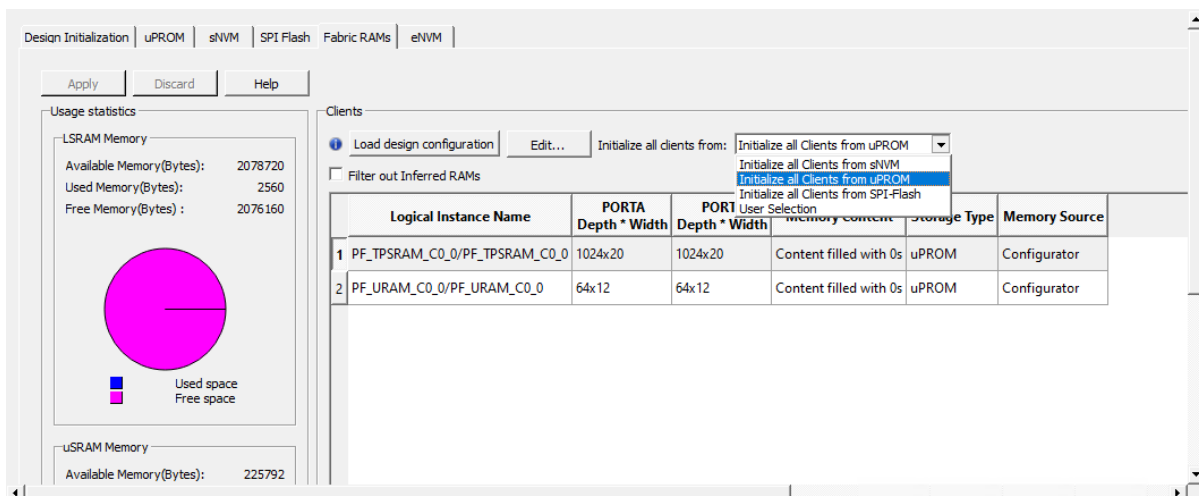 Design Initialization uPROM sNVM SPI Flash Fabric RAMs eNVM
Apply Discard Help
Usage statistics
LSRAM Memory
Available Memory(Bytes): 2078720
Used Memory(Bytes): 2560
Free Memory(Bytes) : 2076160
Used space
Free space
uSRAM Memory
Available Memory(Bytes): 225792
Clients
Load design configuration Edit... Initialize all clients from: Initialize all Clients from uPROM
Initialize all Clients from sNVM
Initialize all Clients from uPROM
Initialize all Clients from SPI-Flash
User Selection
Filter out Inferred RAMs
Logical Instance Name PORTA Depth * Width PORT Depth * Width Memory Content Storage Type Memory Source
1 PF_TPSRAM_C0_0/PF_TPSRAM_C0_0 1024x20 1024x20 Content filled with 0s uPROM Configurator
2 PF_URAM_C0_0/PF_URAM_C0_0 64x12 64x12 Content filled with 0s uPROM Configurator